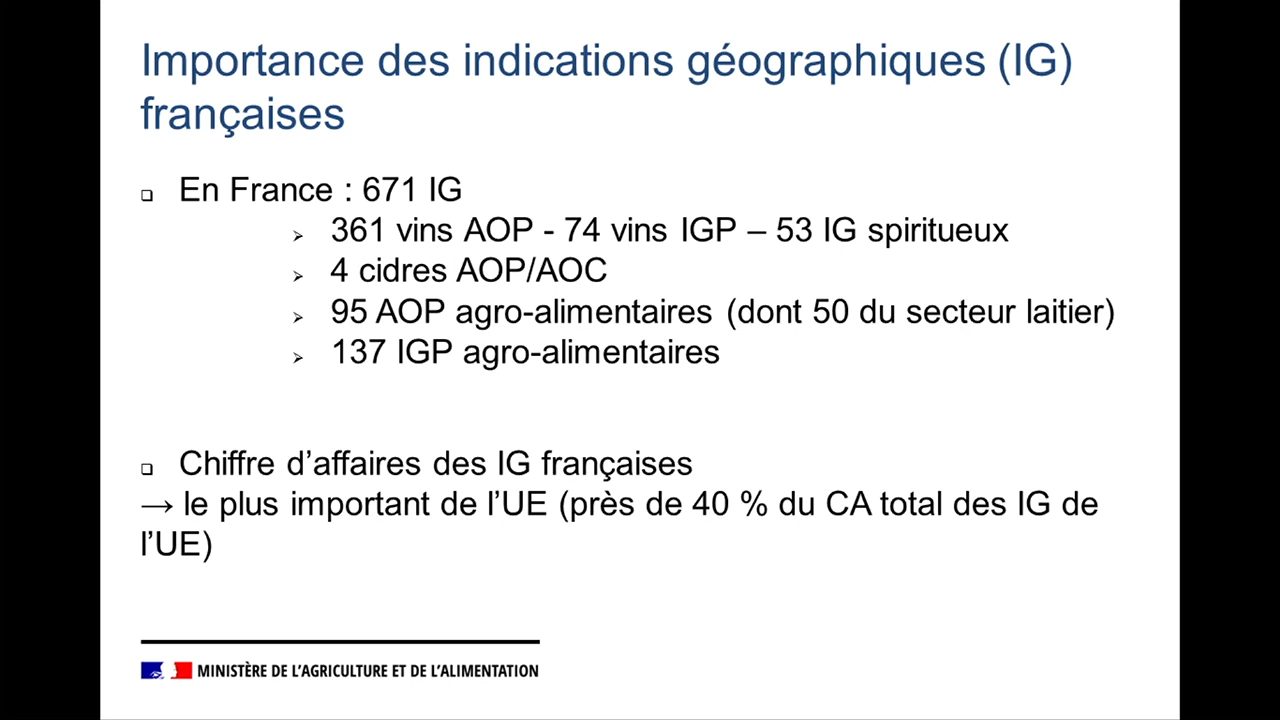 Importance des indications géographiques (IG)
françaises
❑ En France : 671 IG
➢ 361 vins AOP - 74 vins IGP – 53 IG spiritueux
➢ 4 cidres AOP/AOC
➢ 95 AOP agro-alimentaires (dont 50 du secteur laitier)
➢ 137 IGP agro-alimentaires
❑ Chiffre d’affaires des IG françaises
→ le plus important de l’UE (près de 40 % du CA total des IG de
l’UE)
MINISTÈRE DE L’AGRICULTURE ET DE L’ALIMENTATION